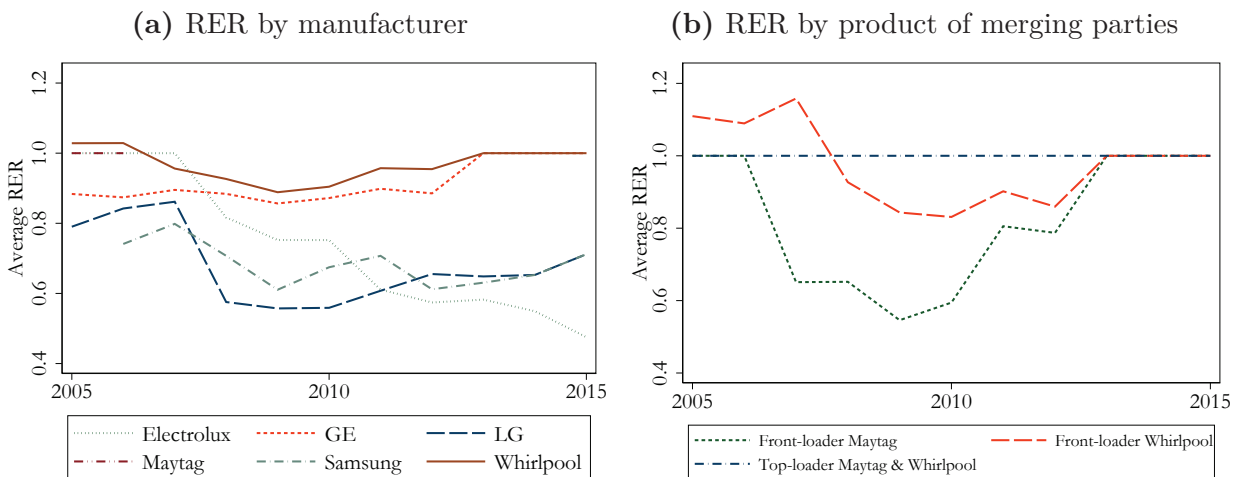 (a) RER by manufacturer
Average RER
1.2
1.0
0.8
0.6
0.4
2005 2010 2015
Electrolux GE LG
Maytag Samsung Whirlpool
(b) RER by product of merging parties
Average RER
1.2
1.0
0.8
0.6
0.4
2005 2010 2015
Front-loader Maytag Front-loader Whirlpool
Top-loader Maytag & Whirlpool